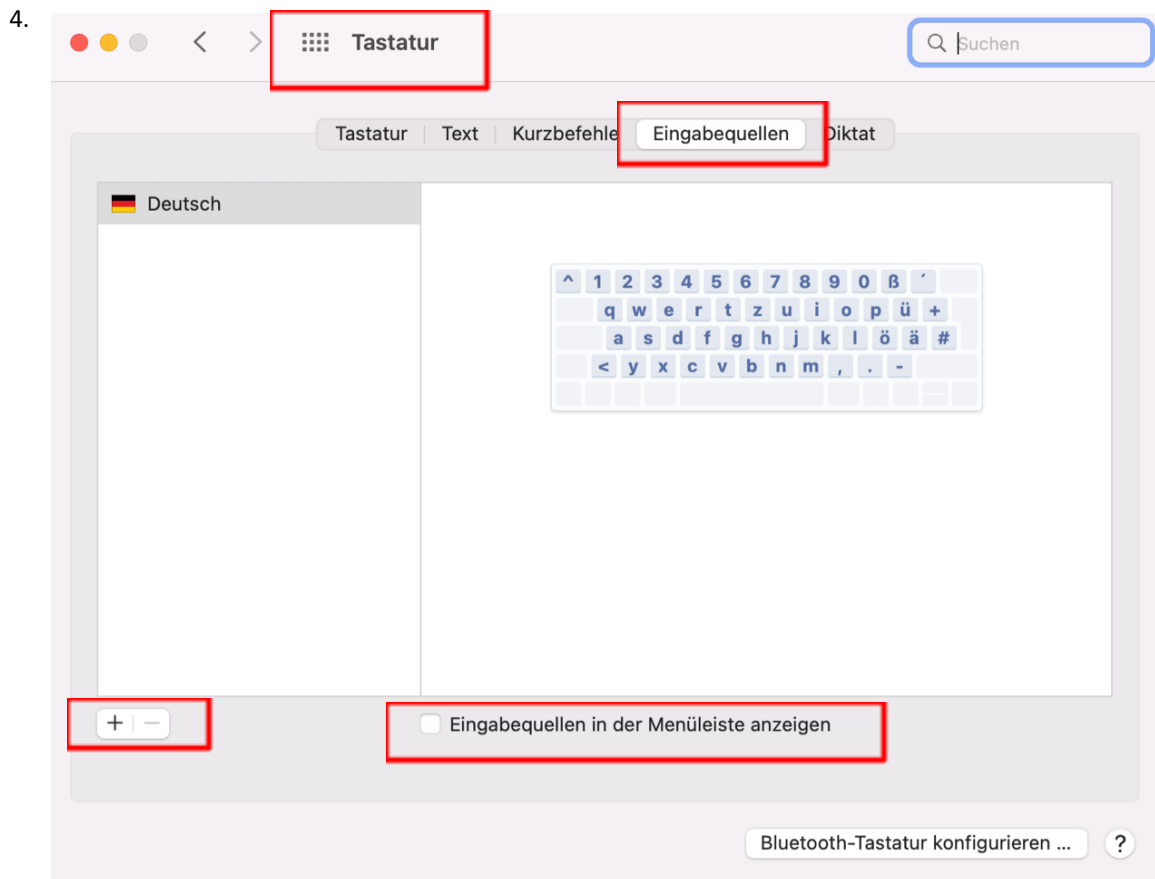 4.
Tastatur
Suchen
Tastatur Text Kurzbefehle Eingabequellen Diktat
Deutsch
^ 1 2 3 4 5 6 7 8 9 0 ß ´
q w e r t z u i o p ü +
a s d f g h j k l ö ä #
< y x c v b n m , . -
+ −
Eingabequellen in der Menüleiste anzeigen
Bluetooth-Tastatur konfigurieren ... ?